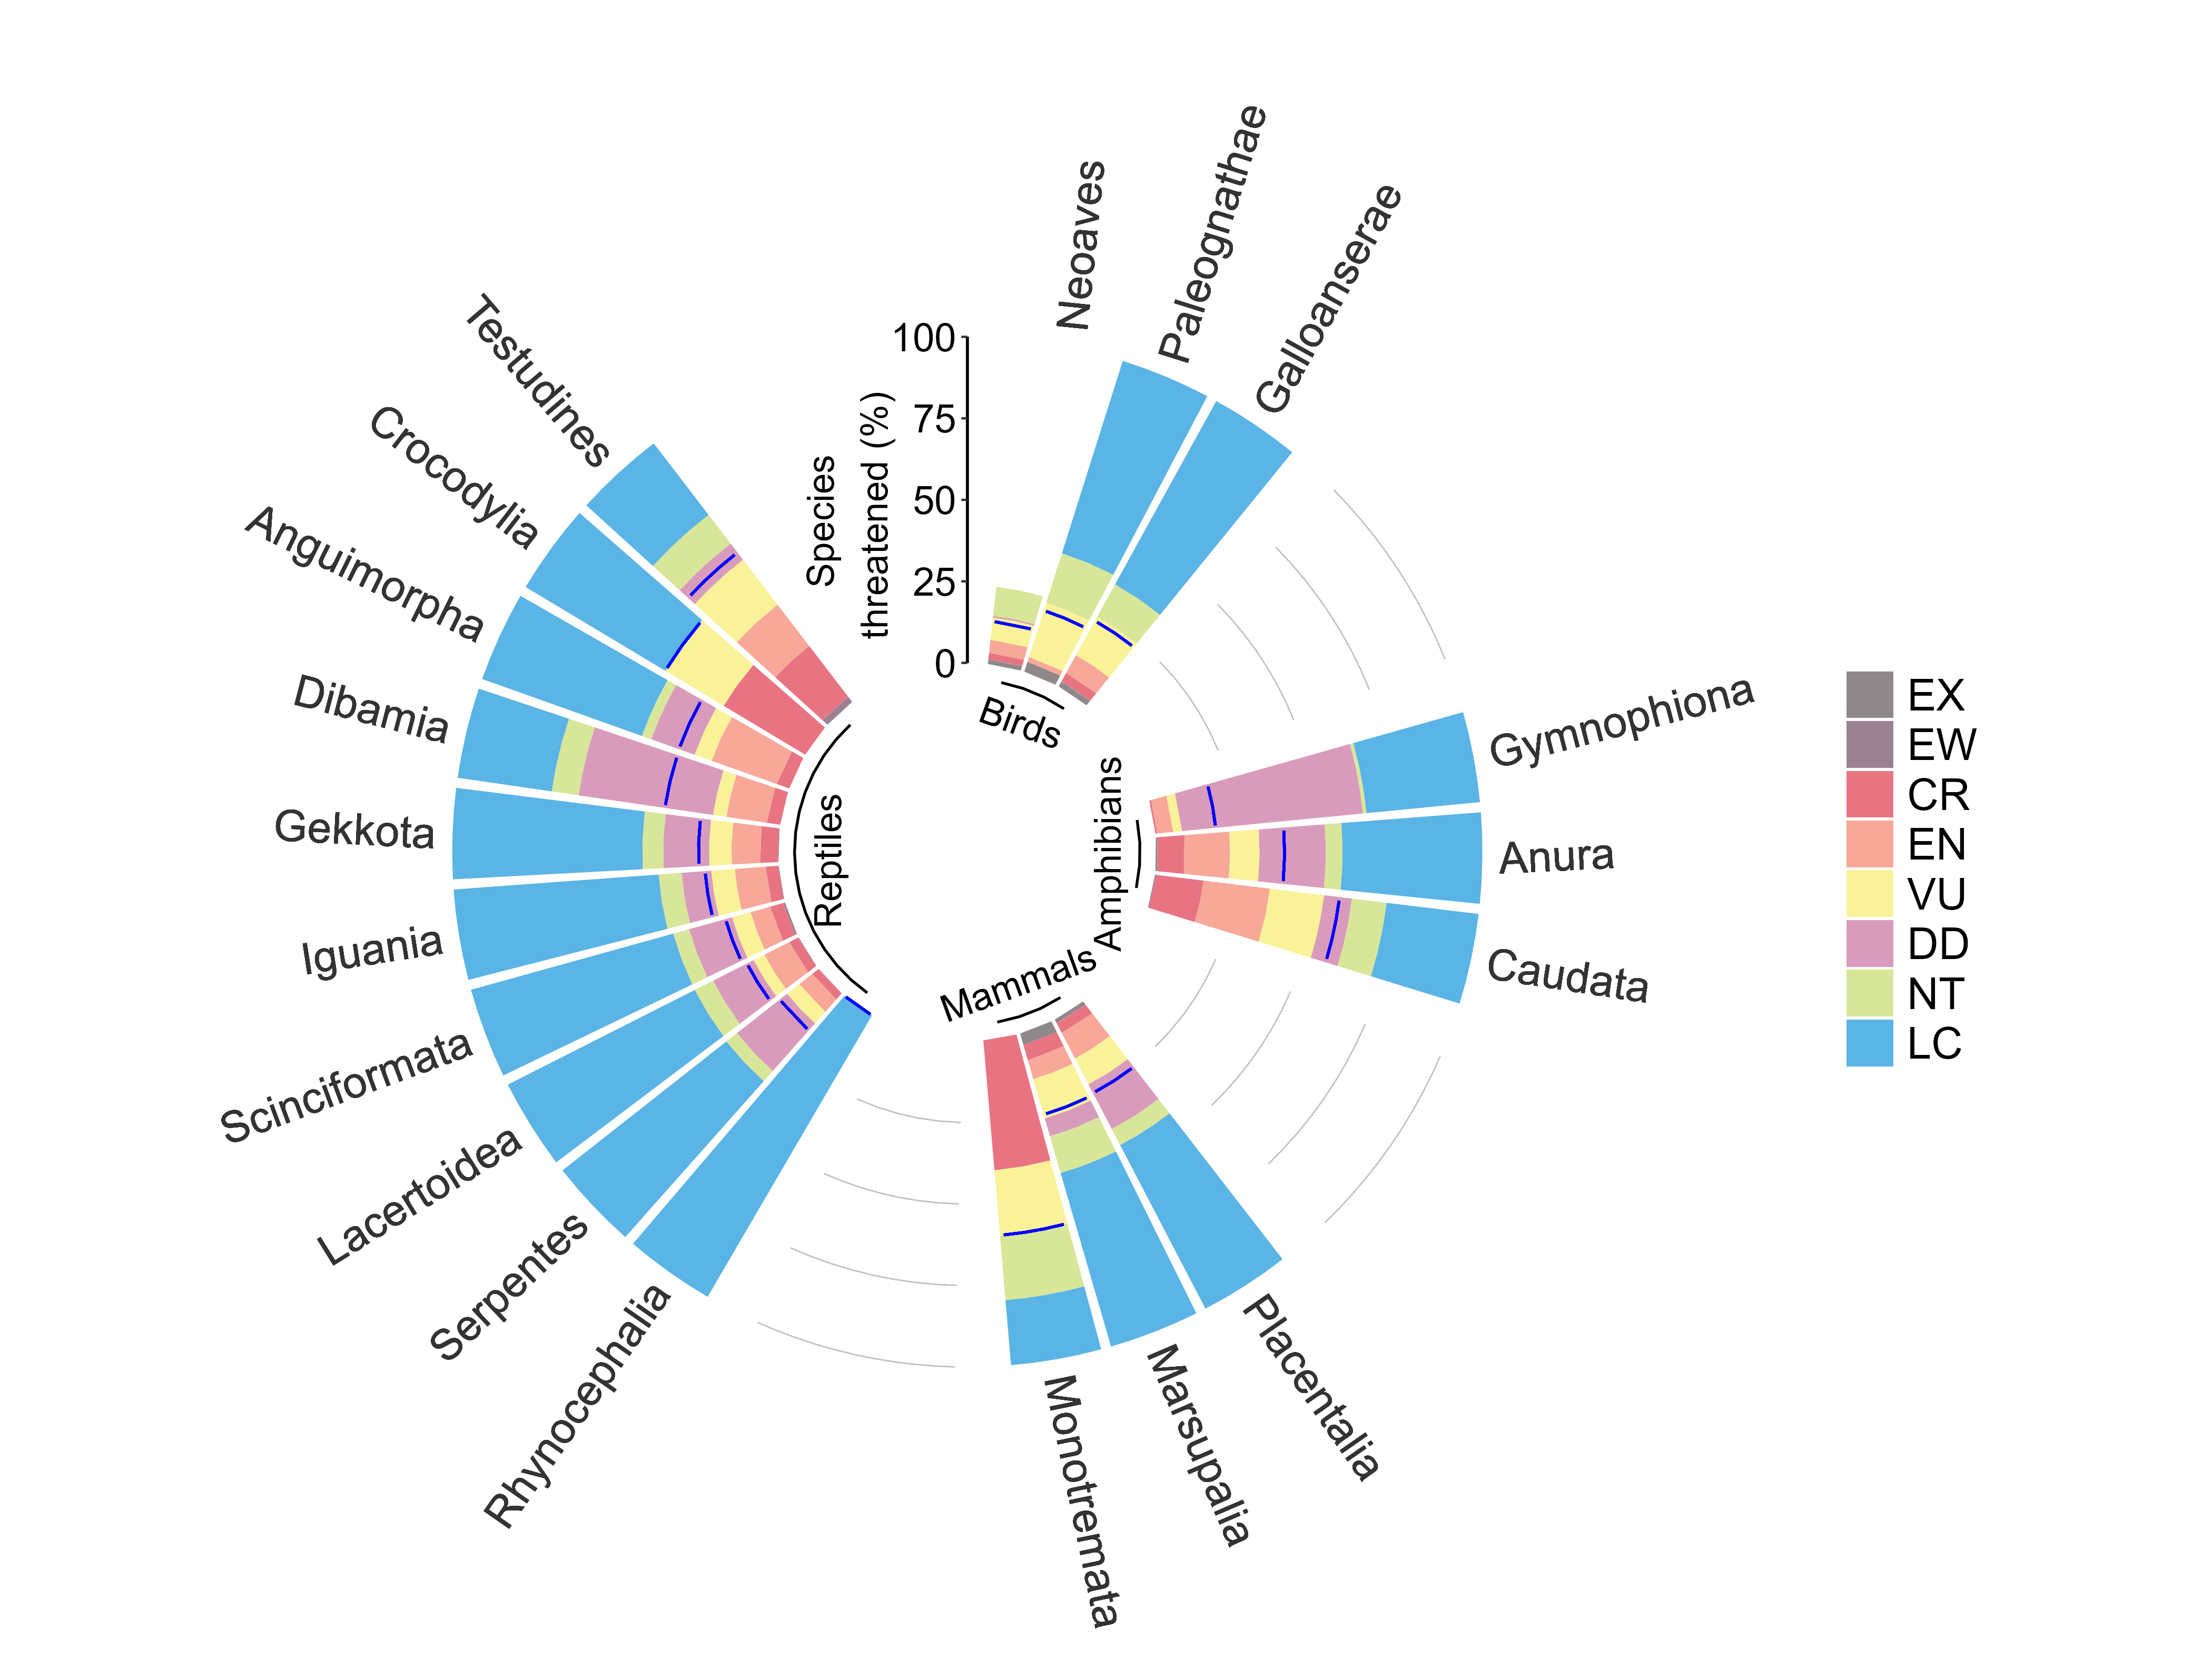 Neoaves
Paleognathae
Galloanserae
Gymnophiona
Anura
Caudata
Placentalia
Marsupalia
Monotremata
Rhynocephalia
Serpentes
Lacertoidea
Scinciformata
Iguania
Gekkota
Dibamia
Anguimorpha
Crocodylia
Testudines
Species
threatened (%)
100
75
50
25
0
Birds
Amphibians
Mammals
Reptiles
EX
EW
CR
EN
VU
DD
NT
LC